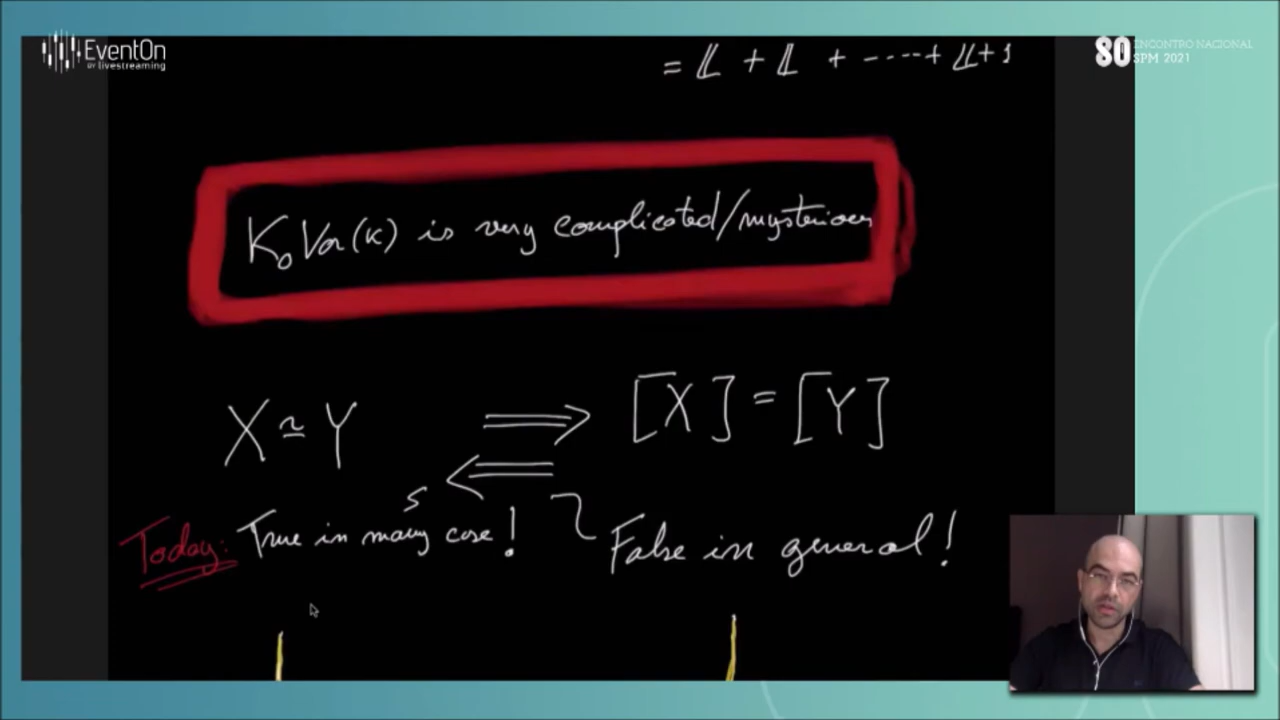 EventOn
BY livestreaming
80 ENCONTRO NACIONAL
SPM 2021
= 𝕃 + 𝕃 + ----+ 𝕃+1
K₀Var(k) is very complicated/mysterious
X ≃ Y ⟹ [X] = [Y]
⟸
Today: True in many case! False in general!